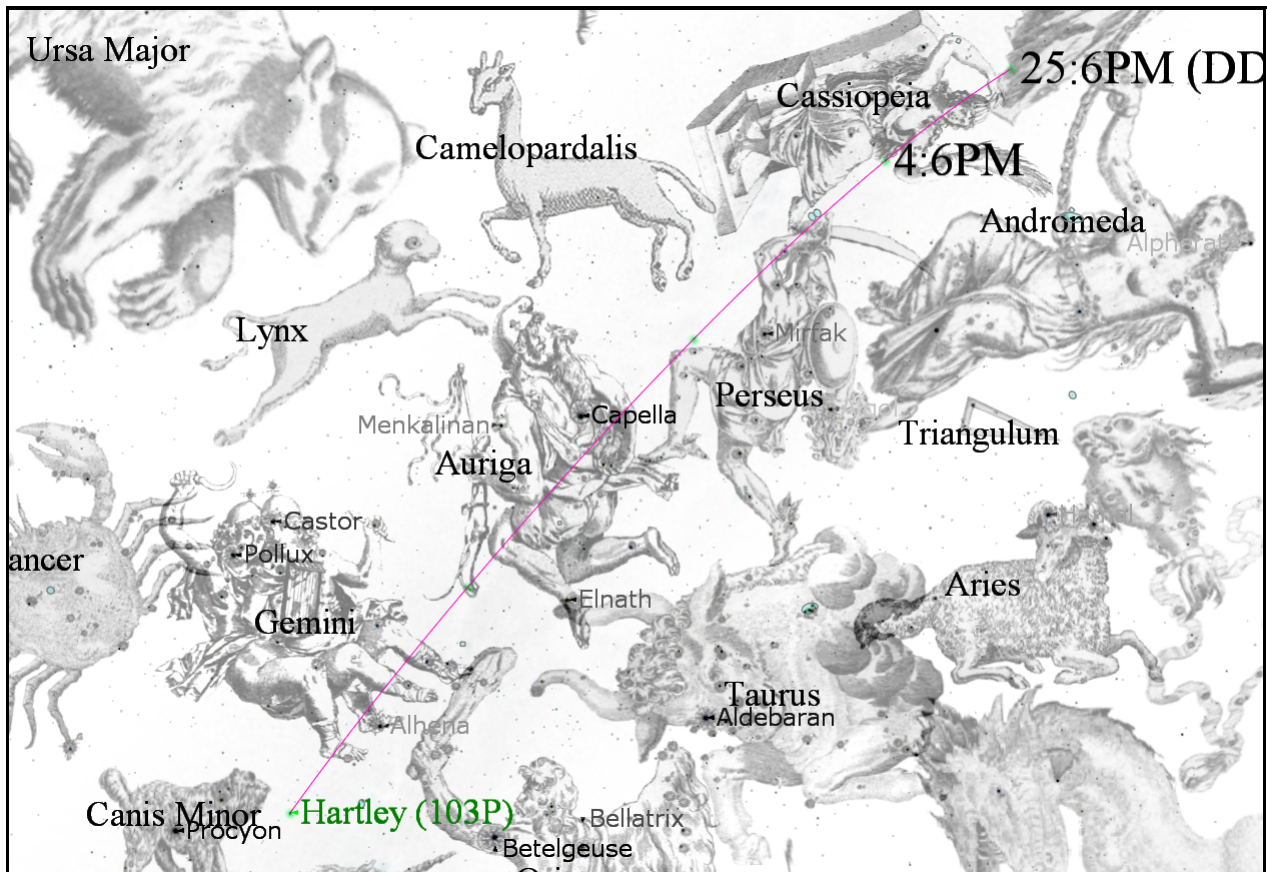 Ursa Major
25:6PM (DD
Cassiopeia
Camelopardalis
4:6PM
Andromeda
Alpheratz
Lynx
Mirfak
Perseus
Capella
Menkalinan
Triangulum
Auriga
Castor
Pollux
ancer
Aries
Elnath
Gemini
Taurus
Aldebaran
Alhena
Hartley (103P)
Canis Minor
Procyon
Bellatrix
Betelgeuse